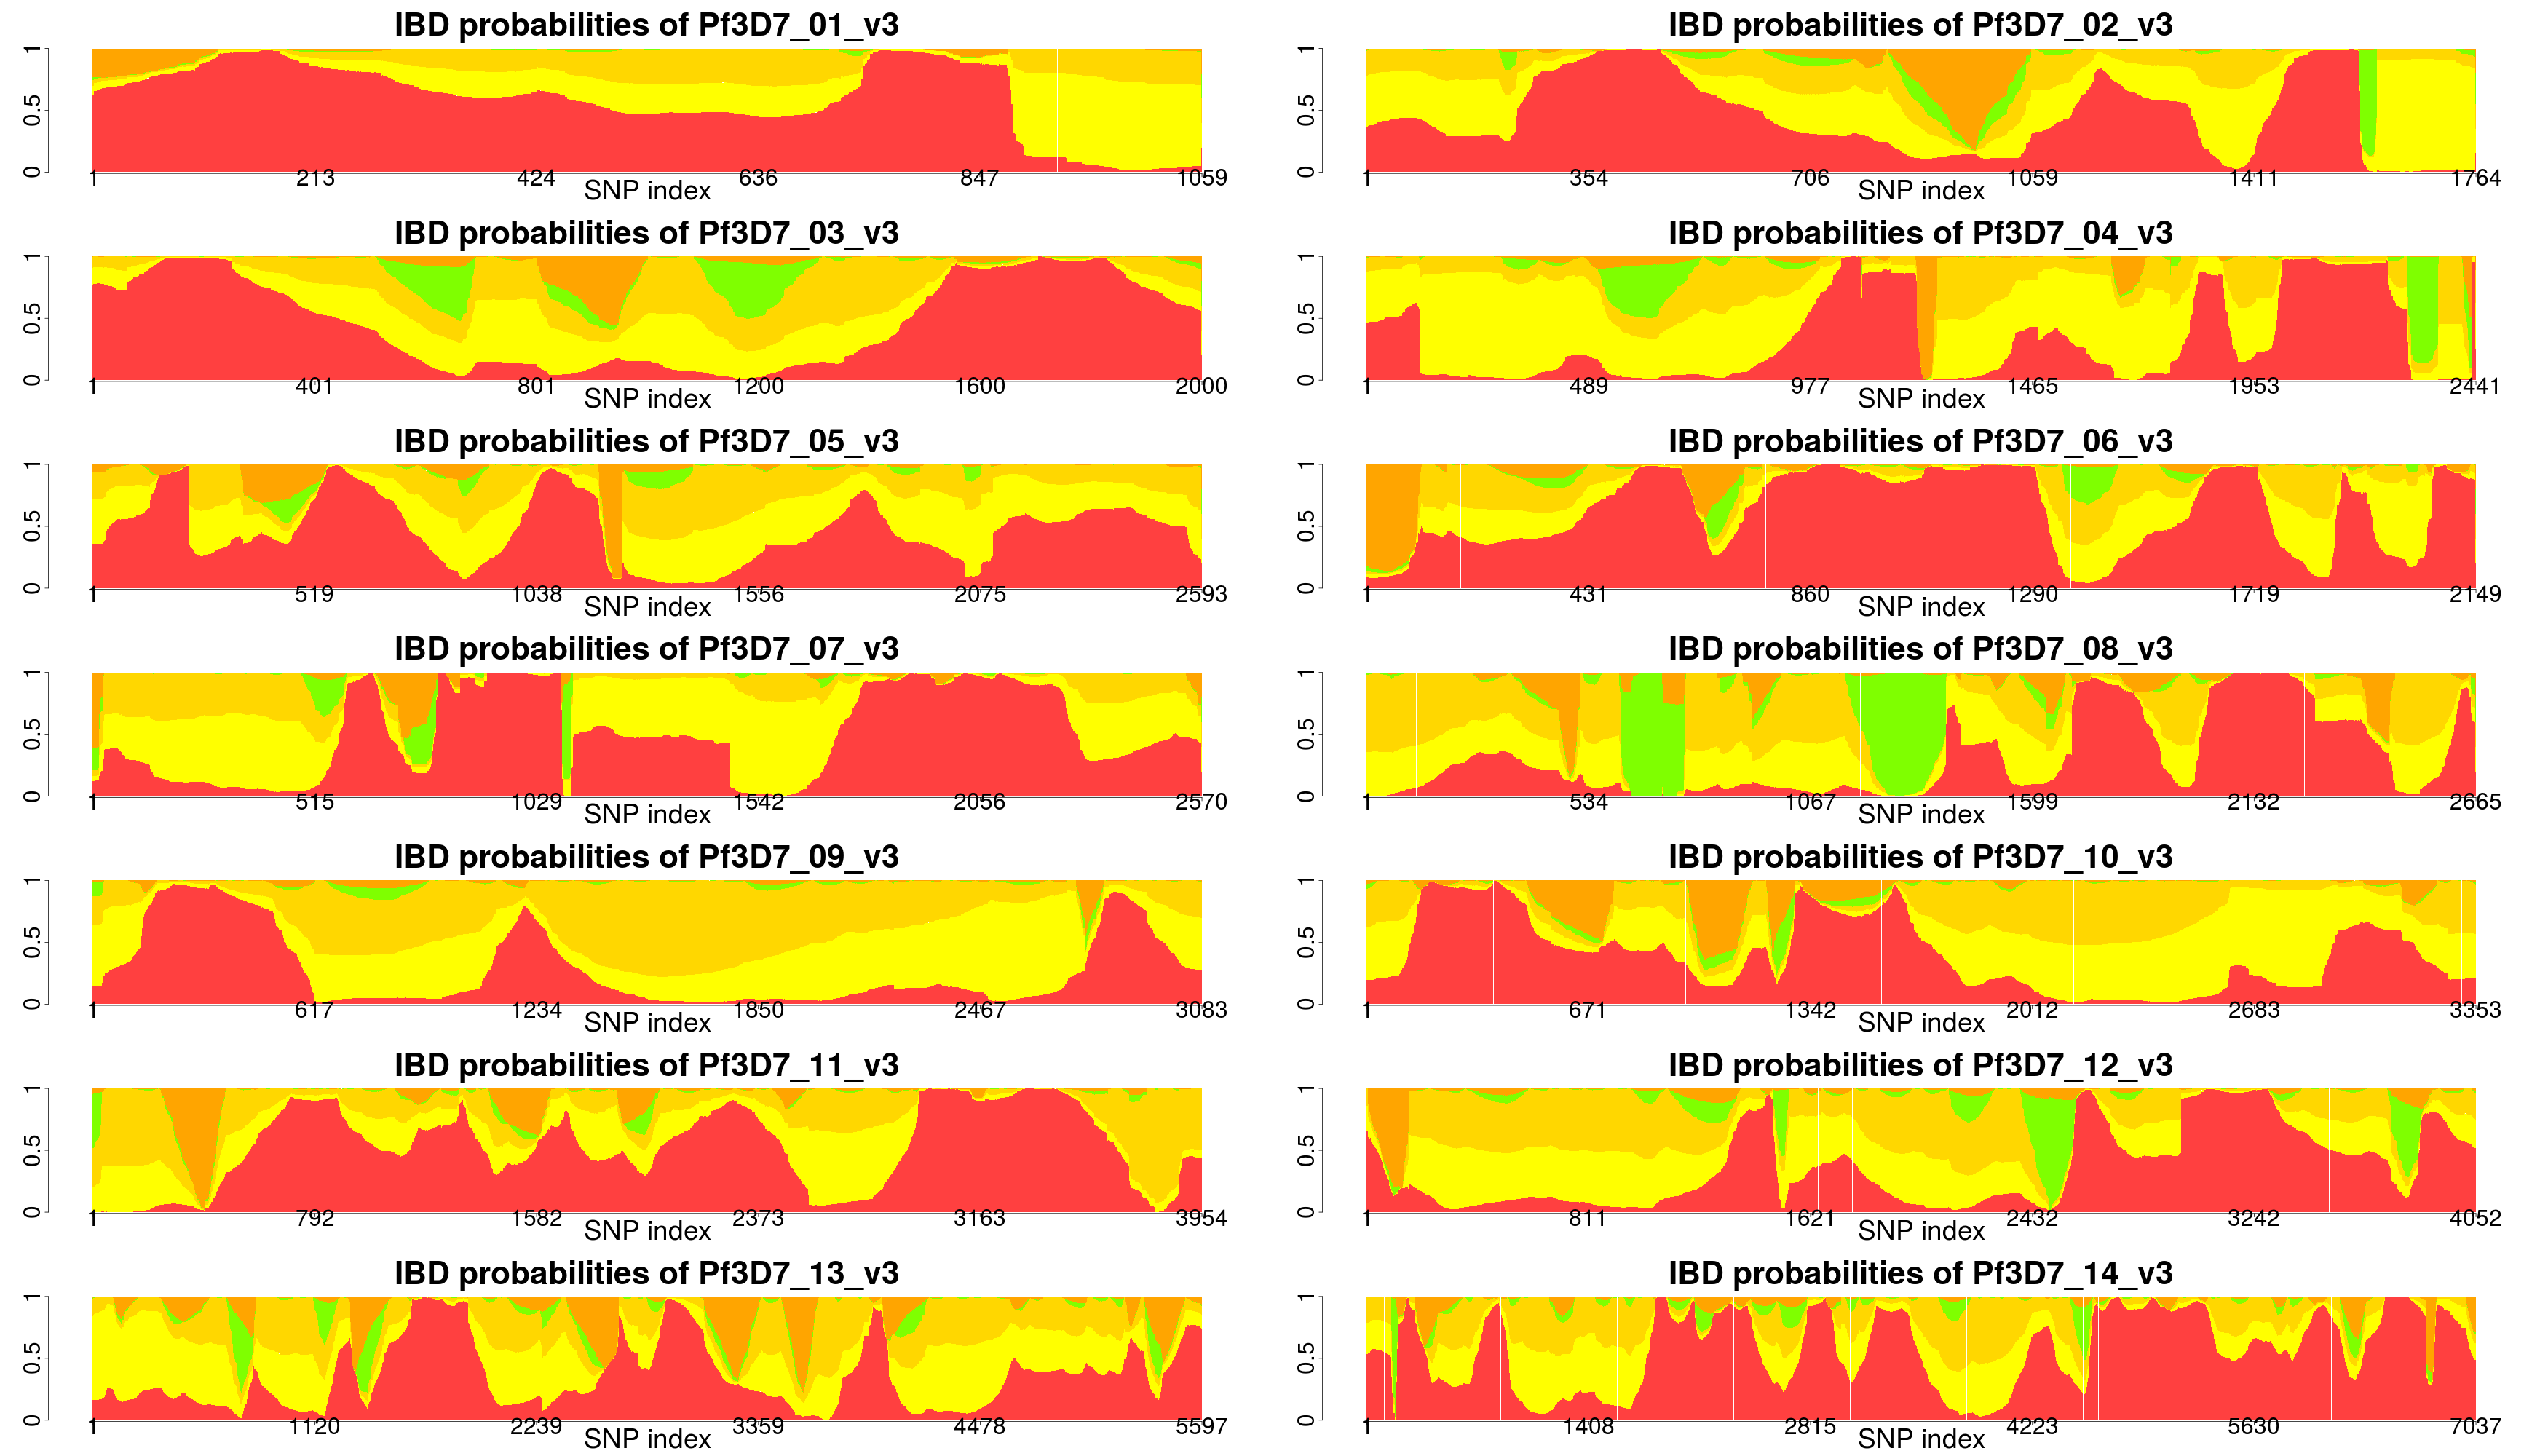 IBD probabilities of Pf3D7_01_v3
0 0.5 1
1 213 424 636 847 1059
SNP index
IBD probabilities of Pf3D7_02_v3
0 0.5 1
1 354 706 1059 1411 1764
SNP index
IBD probabilities of Pf3D7_03_v3
0 0.5 1
1 401 801 1200 1600 2000
SNP index
IBD probabilities of Pf3D7_04_v3
0 0.5 1
1 489 977 1465 1953 2441
SNP index
IBD probabilities of Pf3D7_05_v3
0 0.5 1
1 519 1038 1556 2075 2593
SNP index
IBD probabilities of Pf3D7_06_v3
0 0.5 1
1 431 860 1290 1719 2149
SNP index
IBD probabilities of Pf3D7_07_v3
0 0.5 1
1 515 1029 1542 2056 2570
SNP index
IBD probabilities of Pf3D7_08_v3
0 0.5 1
1 534 1067 1599 2132 2665
SNP index
IBD probabilities of Pf3D7_09_v3
0 0.5 1
1 617 1234 1850 2467 3083
SNP index
IBD probabilities of Pf3D7_10_v3
0 0.5 1
1 671 1342 2012 2683 3353
SNP index
IBD probabilities of Pf3D7_11_v3
0 0.5 1
1 792 1582 2373 3163 3954
SNP index
IBD probabilities of Pf3D7_12_v3
0 0.5 1
1 811 1621 2432 3242 4052
SNP index
IBD probabilities of Pf3D7_13_v3
0 0.5 1
1 1120 2239 3359 4478 5597
SNP index
IBD probabilities of Pf3D7_14_v3
0 0.5 1
1 1408 2815 4223 5630 7037
SNP index